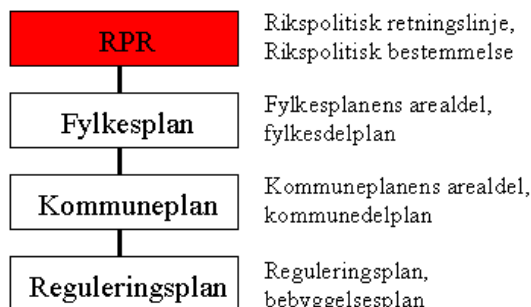 RPR
Rikspolitisk retningslinje,
Rikspolitisk bestemmelse
Fylkesplan
Fylkesplanens arealdel,
fylkesdelplan
Kommuneplan
Kommuneplanens arealdel,
kommunedelplan
Reguleringsplan
Reguleringsplan,
bebyggelsesplan